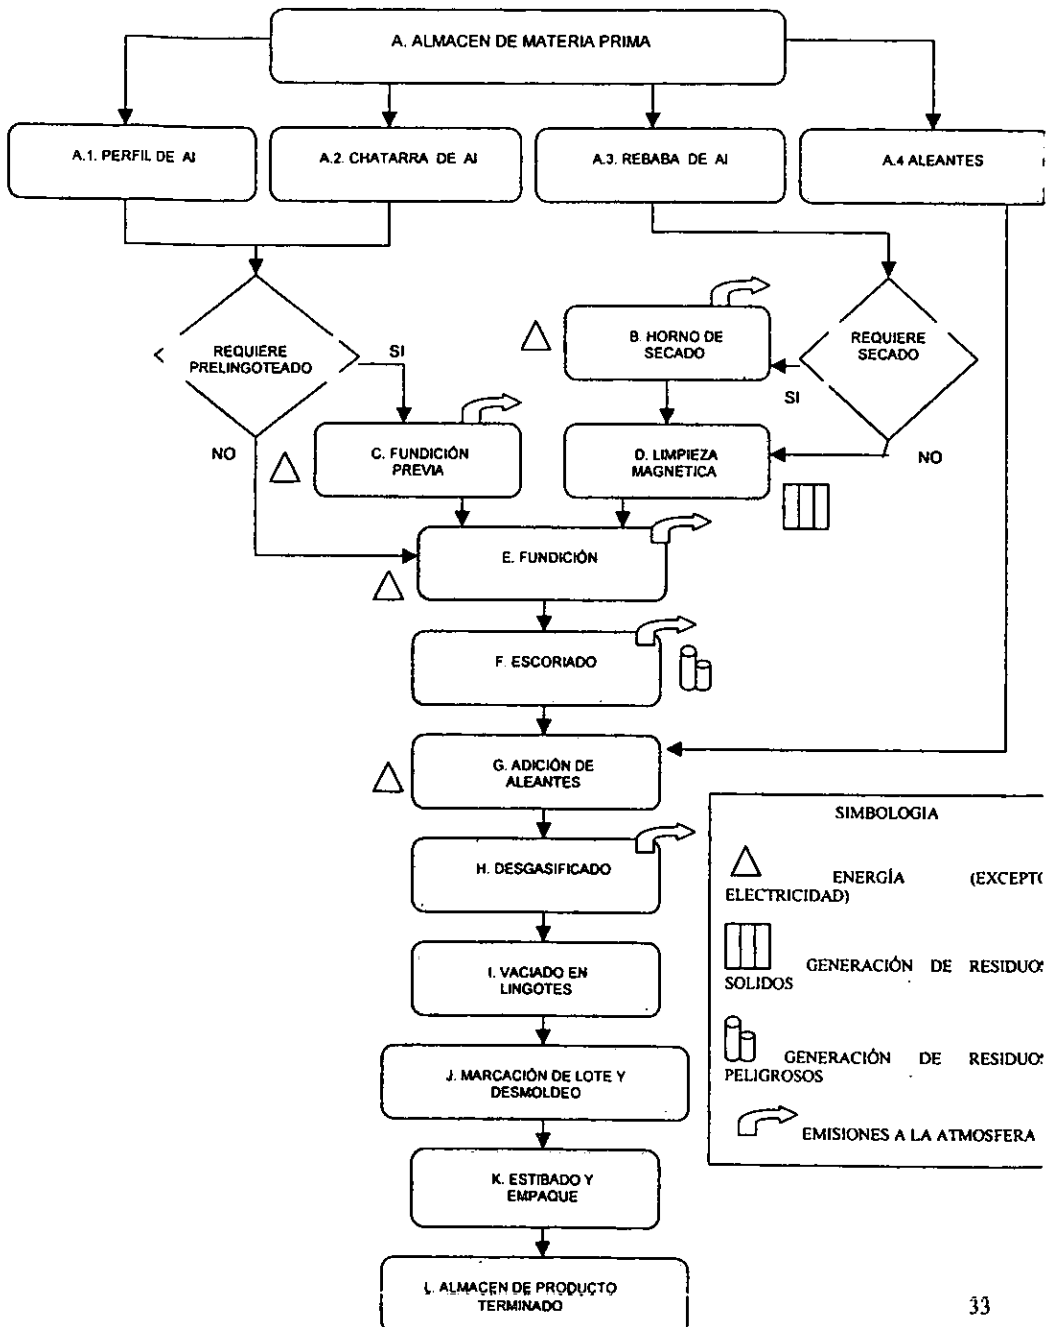 A. ALMACEN DE MATERIA PRIMA
A.1. PERFIL DE Al
A.2. CHATARRA DE Al
A.3. REBABA DE Al
A.4 ALEANTES
REQUIERE
PRELINGOTEADO
SI
NO
B. HORNO DE
SECADO
REQUIERE
SECADO
SI
NO
C. FUNDICIÓN
PREVIA
D. LIMPIEZA
MAGNETICA
E. FUNDICIÓN
F. ESCORIADO
G. ADICIÓN DE
ALEANTES
H. DESGASIFICADO
I. VACIADO EN
LINGOTES
J. MARCACIÓN DE LOTE Y
DESMOLDEO
K. ESTIBADO Y
EMPAQUE
L. ALMACEN DE PRODUCTO
TERMINADO
SIMBOLOGIA
ENERGÍA (EXCEPTO
ELECTRICIDAD)
GENERACIÓN DE RESIDUOS
SOLIDOS
GENERACIÓN DE RESIDUOS
PELIGROSOS
EMISIONES A LA ATMOSFERA
33